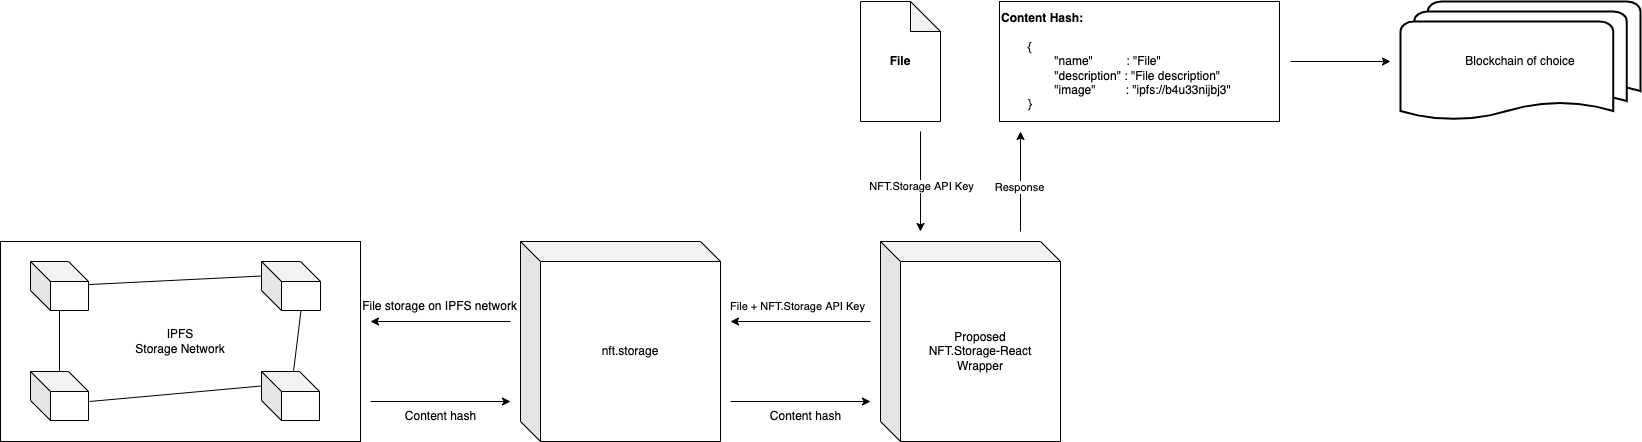 File
Content Hash:
{
"name" : "File"
"description" : "File description"
"image" : "ipfs://b4u33nijbj3"
}
Blockchain of choice
NFT.Storage API Key
Response
File storage on IPFS network
File + NFT.Storage API Key
IPFS
Storage Network
nft.storage
Proposed
NFT.Storage-React
Wrapper
Content hash
Content hash